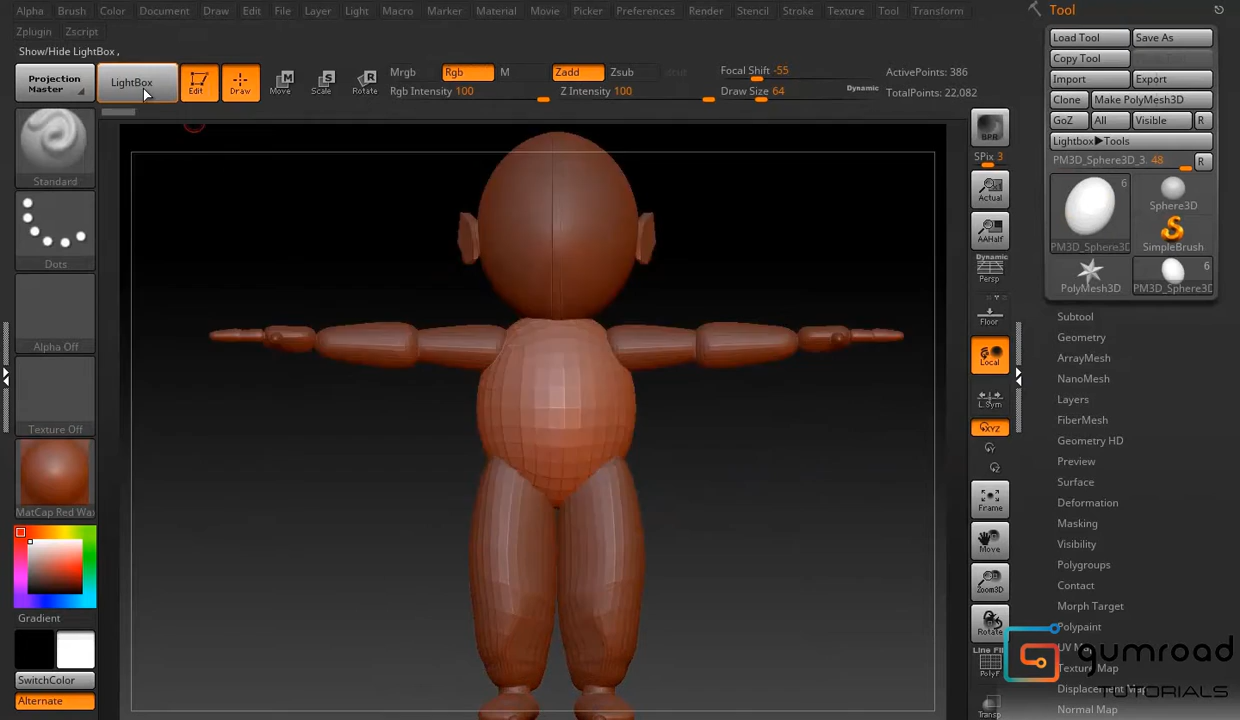 Alpha Brush Color Document Draw Edit File Layer Light Macro Marker Material Movie Picker Preferences Render Stencil Stroke Texture Tool Transform
Zplugin Zscript
Show/Hide LightBox ,
Projection Master
LightBox
Edit
Draw
Move
Scale
Rotate
Mrgb Rgb M
Rgb Intensity 100
Zadd Zsub
Z Intensity 100
Focal Shift -55
Draw Size 64
Dynamic
ActivePoints: 386
TotalPoints: 22,082
Standard
Dots
Alpha Off
Texture Off
MatCap Red Wax
Gradient
SwitchColor
Alternate
BPR
SPix 3
Actual
AAHalf
Dynamic
Persp
Floor
Local
L.Sym
XYZ
Y
Z
Frame
Move
Zoom3D
Rotate
Line Fill
PolyF
Transp
Tool
Load Tool Save As
Copy Tool
Import Export
Clone Make PolyMesh3D
GoZ All Visible R
Lightbox▶Tools
PM3D_Sphere3D_3. 48 R
6
Sphere3D
PM3D_Sphere3D
SimpleBrush
6
PolyMesh3D PM3D_Sphere3D
Subtool
Geometry
ArrayMesh
NanoMesh
Layers
FiberMesh
Geometry HD
Preview
Surface
Deformation
Masking
Visibility
Polygroups
Contact
Morph Target
Polypaint
UV Map
Texture Map
Displacement Map
Normal Map
gumroad
TUTORIALS